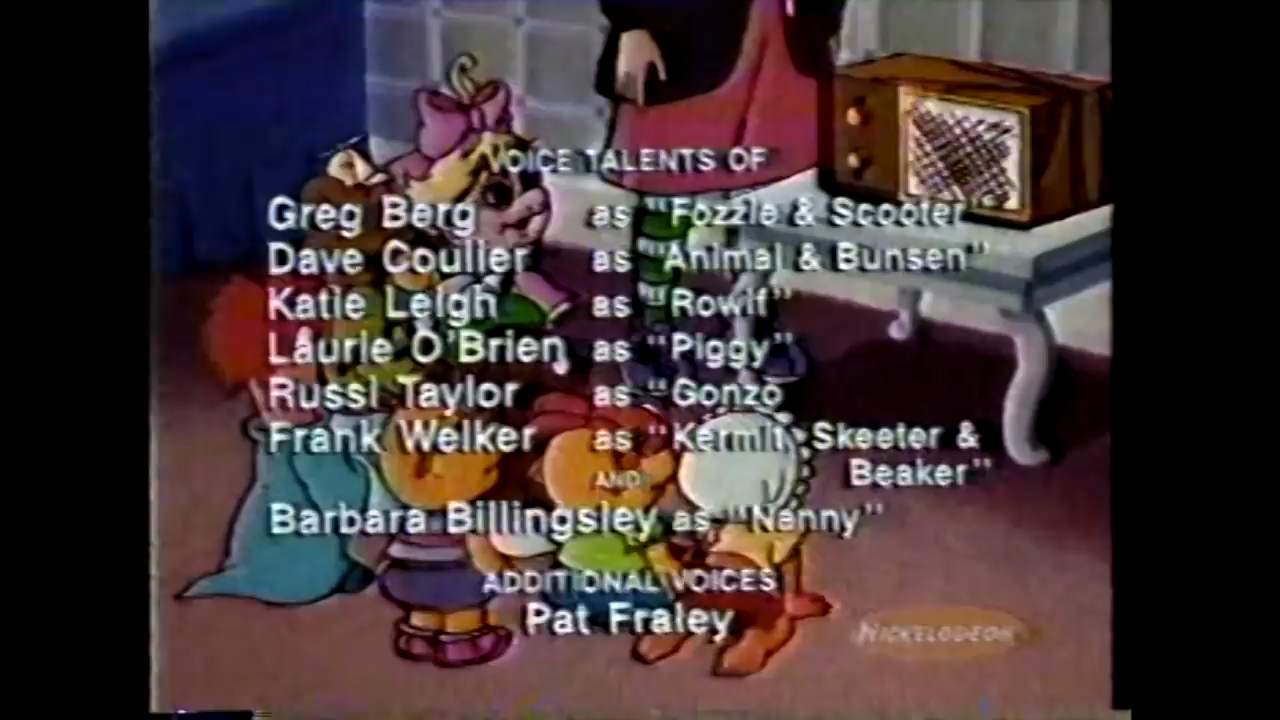 VOICE TALENTS OF
Greg Berg as "Fozzie & Scooter"
Dave Coulier as "Animal & Bunsen"
Katie Leigh as "Rowlf"
Laurie O'Brien as "Piggy"
Russi Taylor as "Gonzo
Frank Welker as "Kermit, Skeeter &
Beaker"
AND
Barbara Billingsley as "Nanny"
ADDITIONAL VOICES
Pat Fraley
NICKELODEON